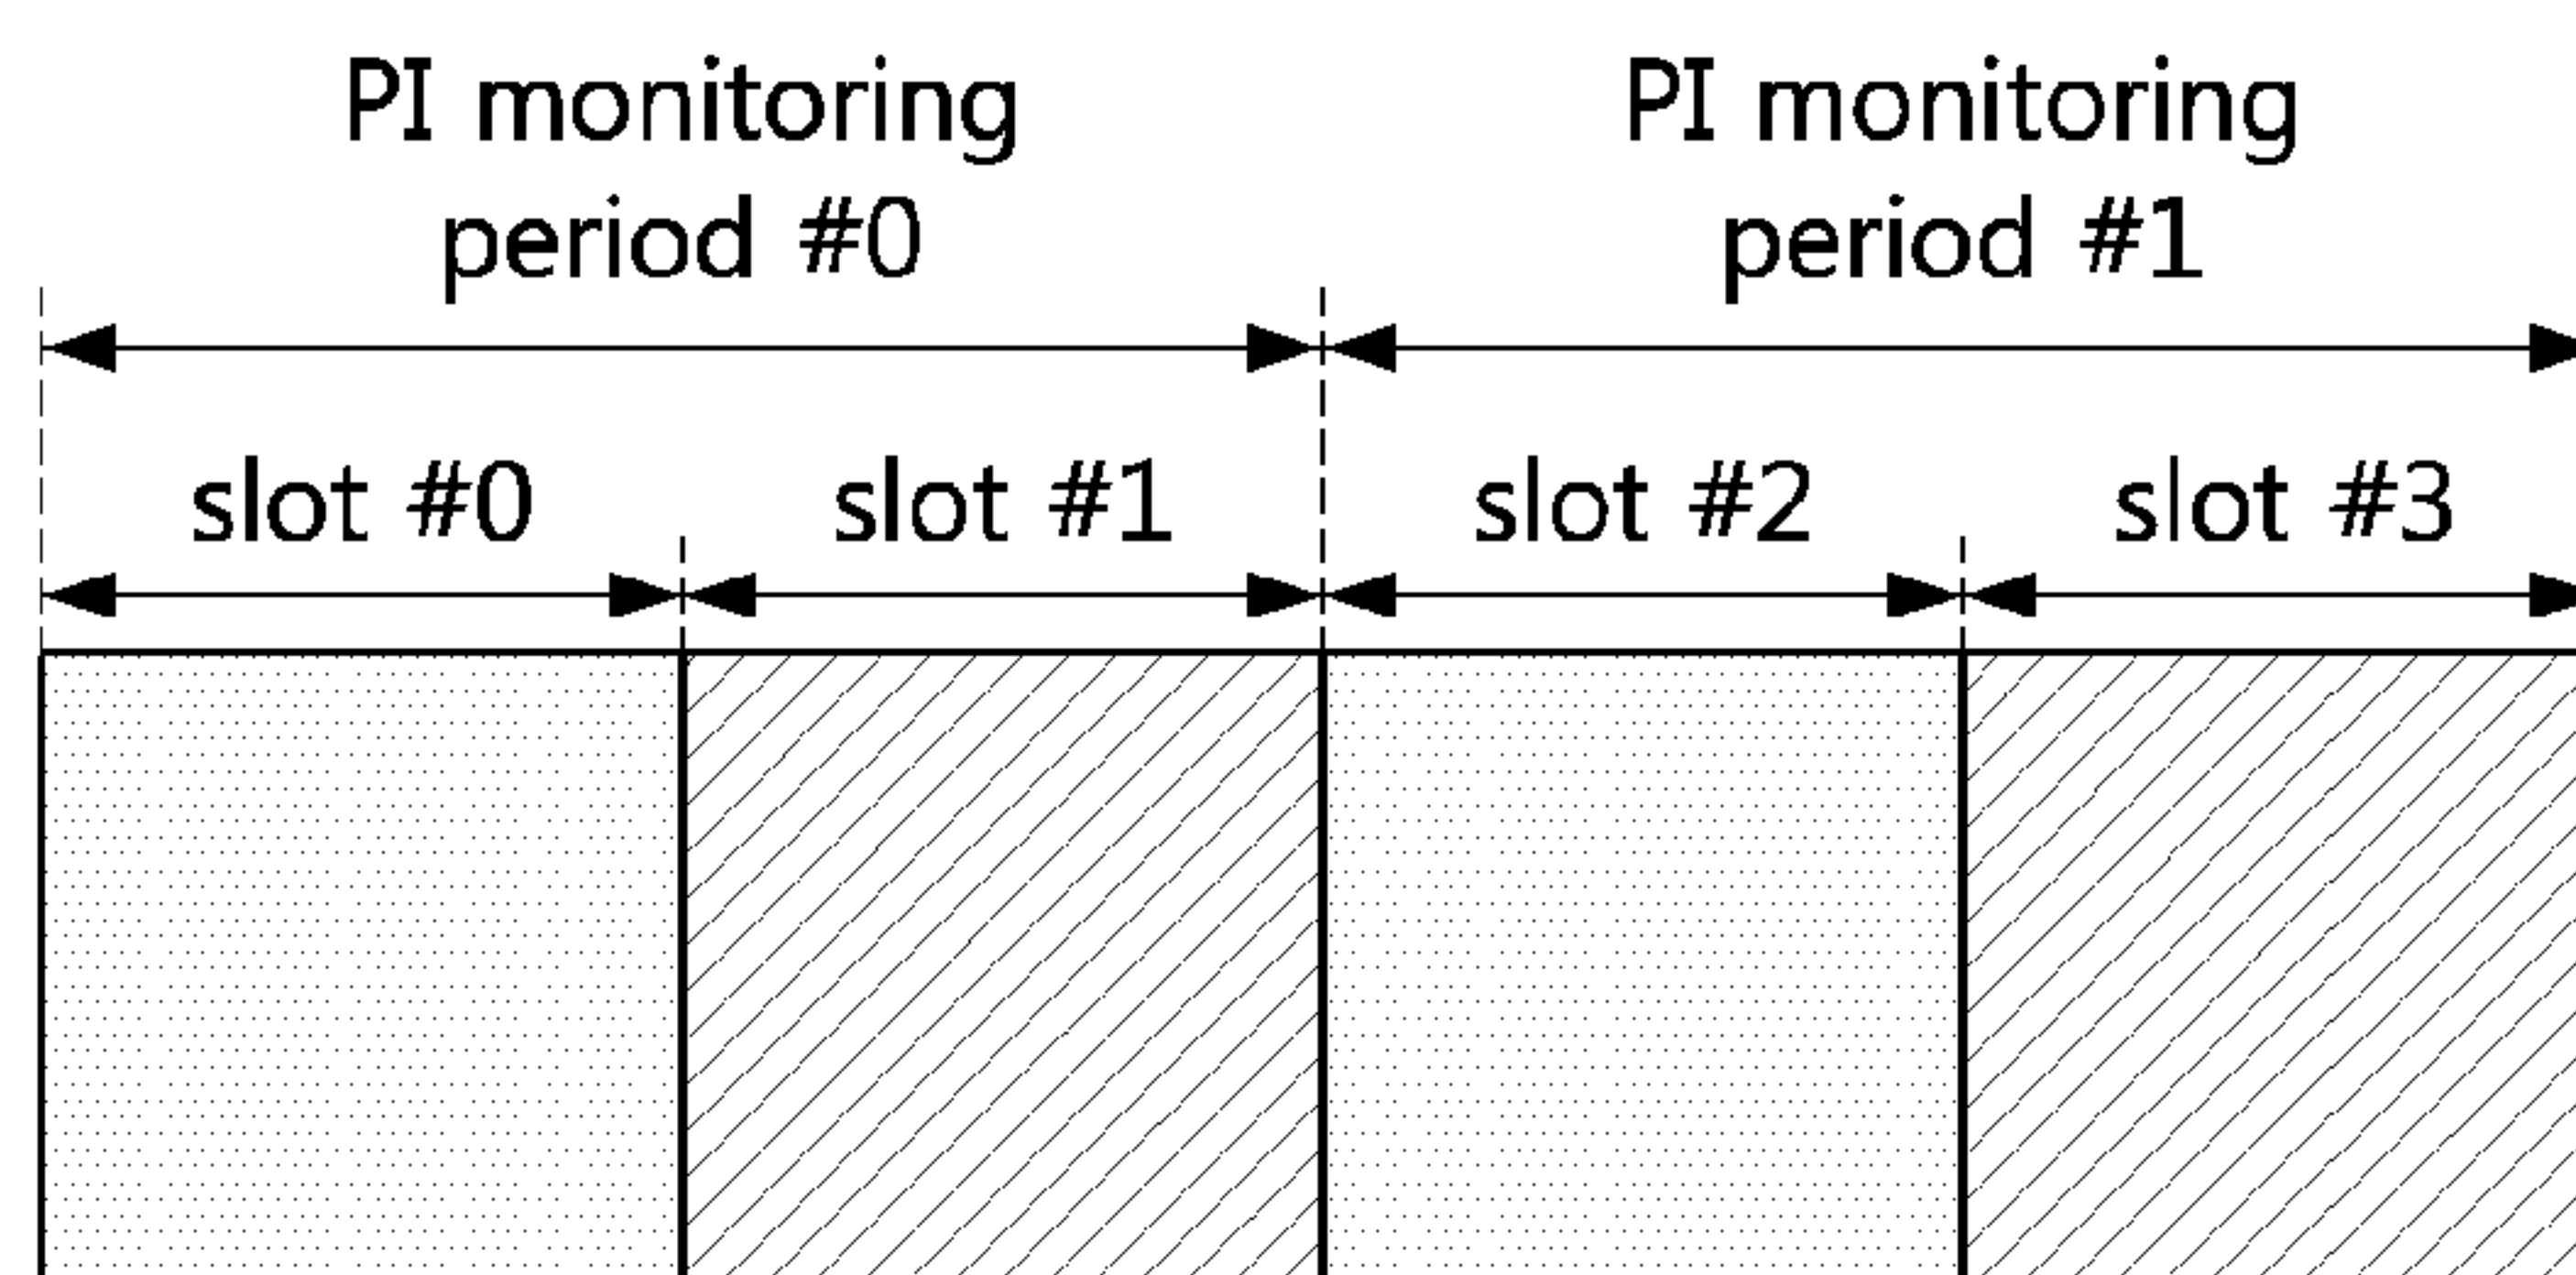 PI monitoring
period #0
PI monitoring
period #1
slot #0
slot #1
slot #2
slot #3